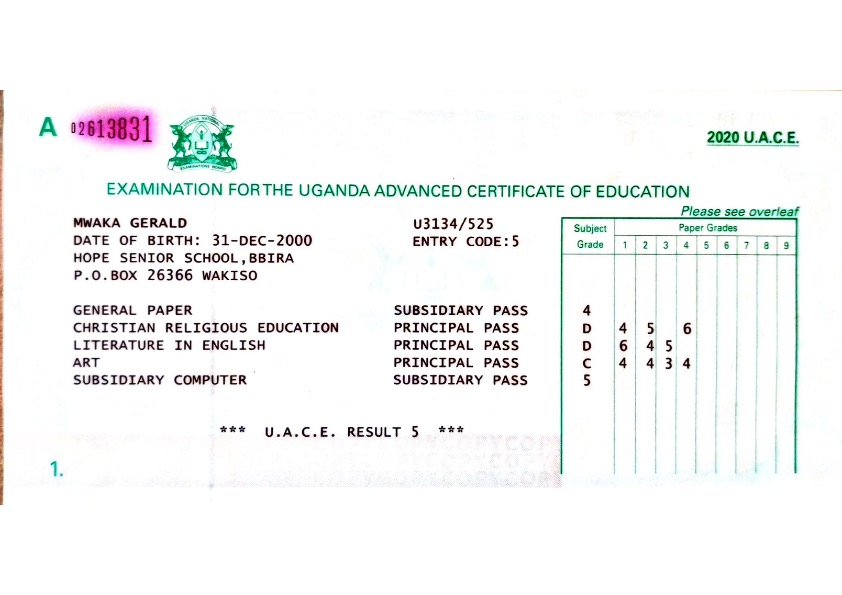 A 02613831
UGANDA NATIONAL
EXAMINATIONS BOARD
2020 U.A.C.E.
EXAMINATION FOR THE UGANDA ADVANCED CERTIFICATE OF EDUCATION
Please see overleaf
MWAKA GERALD U3134/525
DATE OF BIRTH: 31-DEC-2000 ENTRY CODE:5
HOPE SENIOR SCHOOL,BBIRA
P.O.BOX 26366 WAKISO
Subject Grade Paper Grades
1 2 3 4 5 6 7 8 9
GENERAL PAPER SUBSIDIARY PASS 4
CHRISTIAN RELIGIOUS EDUCATION PRINCIPAL PASS D 4 5 6
LITERATURE IN ENGLISH PRINCIPAL PASS D 6 4 5
ART PRINCIPAL PASS C 4 4 3 4
SUBSIDIARY COMPUTER SUBSIDIARY PASS 5
*** U.A.C.E. RESULT 5 ***
1.